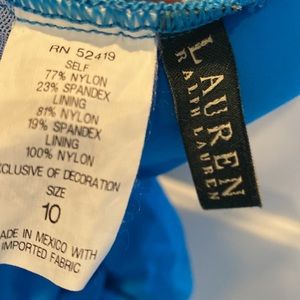 RN 52419
SELF
77% NYLON
23% SPANDEX
LINING
81% NYLON
19% SPANDEX
LINING
100% NYLON
EXCLUSIVE OF DECORATION
SIZE
10
MADE IN MEXICO WITH
IMPORTED FABRIC
LAUREN
RALPH LAUREN